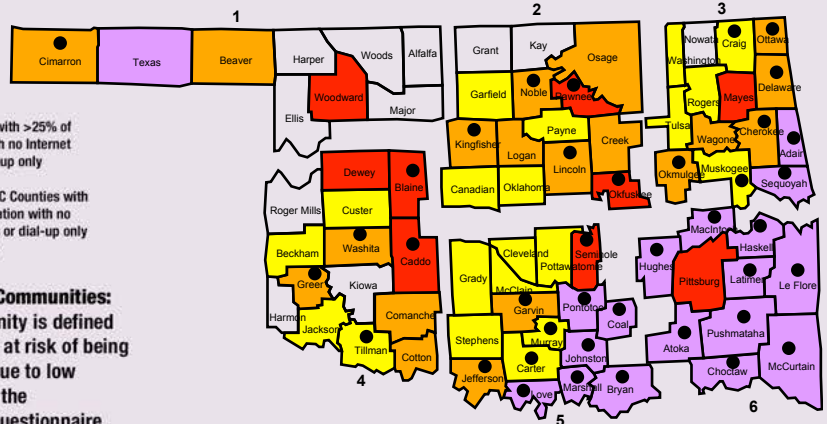 1
2
3
Cimarron
Texas
Beaver
Harper
Woods
Alfalfa
Woodward
Ellis
Major
Grant
Kay
Osage
Garfield
Noble
Pawnee
Payne
Kingfisher
Logan
Lincoln
Creek
Canadian
Oklahoma
Okfuskee
Nowata
Craig
Ottawa
Washington
Rogers
Mayes
Delaware
Tulsa
Wagoner
Cherokee
Adair
Okmulgee
Muskogee
Sequoyah
with >25% of
no Internet
up only
C Counties with
tion with no
or dial-up only
Communities:
nity is defined
at risk of being
ue to low
the
uestionnaire
Dewey
Blaine
Roger Mills
Custer
Beckham
Washita
Caddo
Greer
Kiowa
Harmon
Jackson
Comanche
Tillman
Cotton
4
Grady
Cleveland
Pottawatomie
Seminole
McClain
Garvin
Pontotoc
Coal
Stephens
Murray
Johnston
Carter
Jefferson
Love
Marshall
Bryan
5
McIntosh
Haskell
Hughes
Pittsburg
Latimer
Le Flore
Atoka
Pushmataha
Choctaw
McCurtain
6